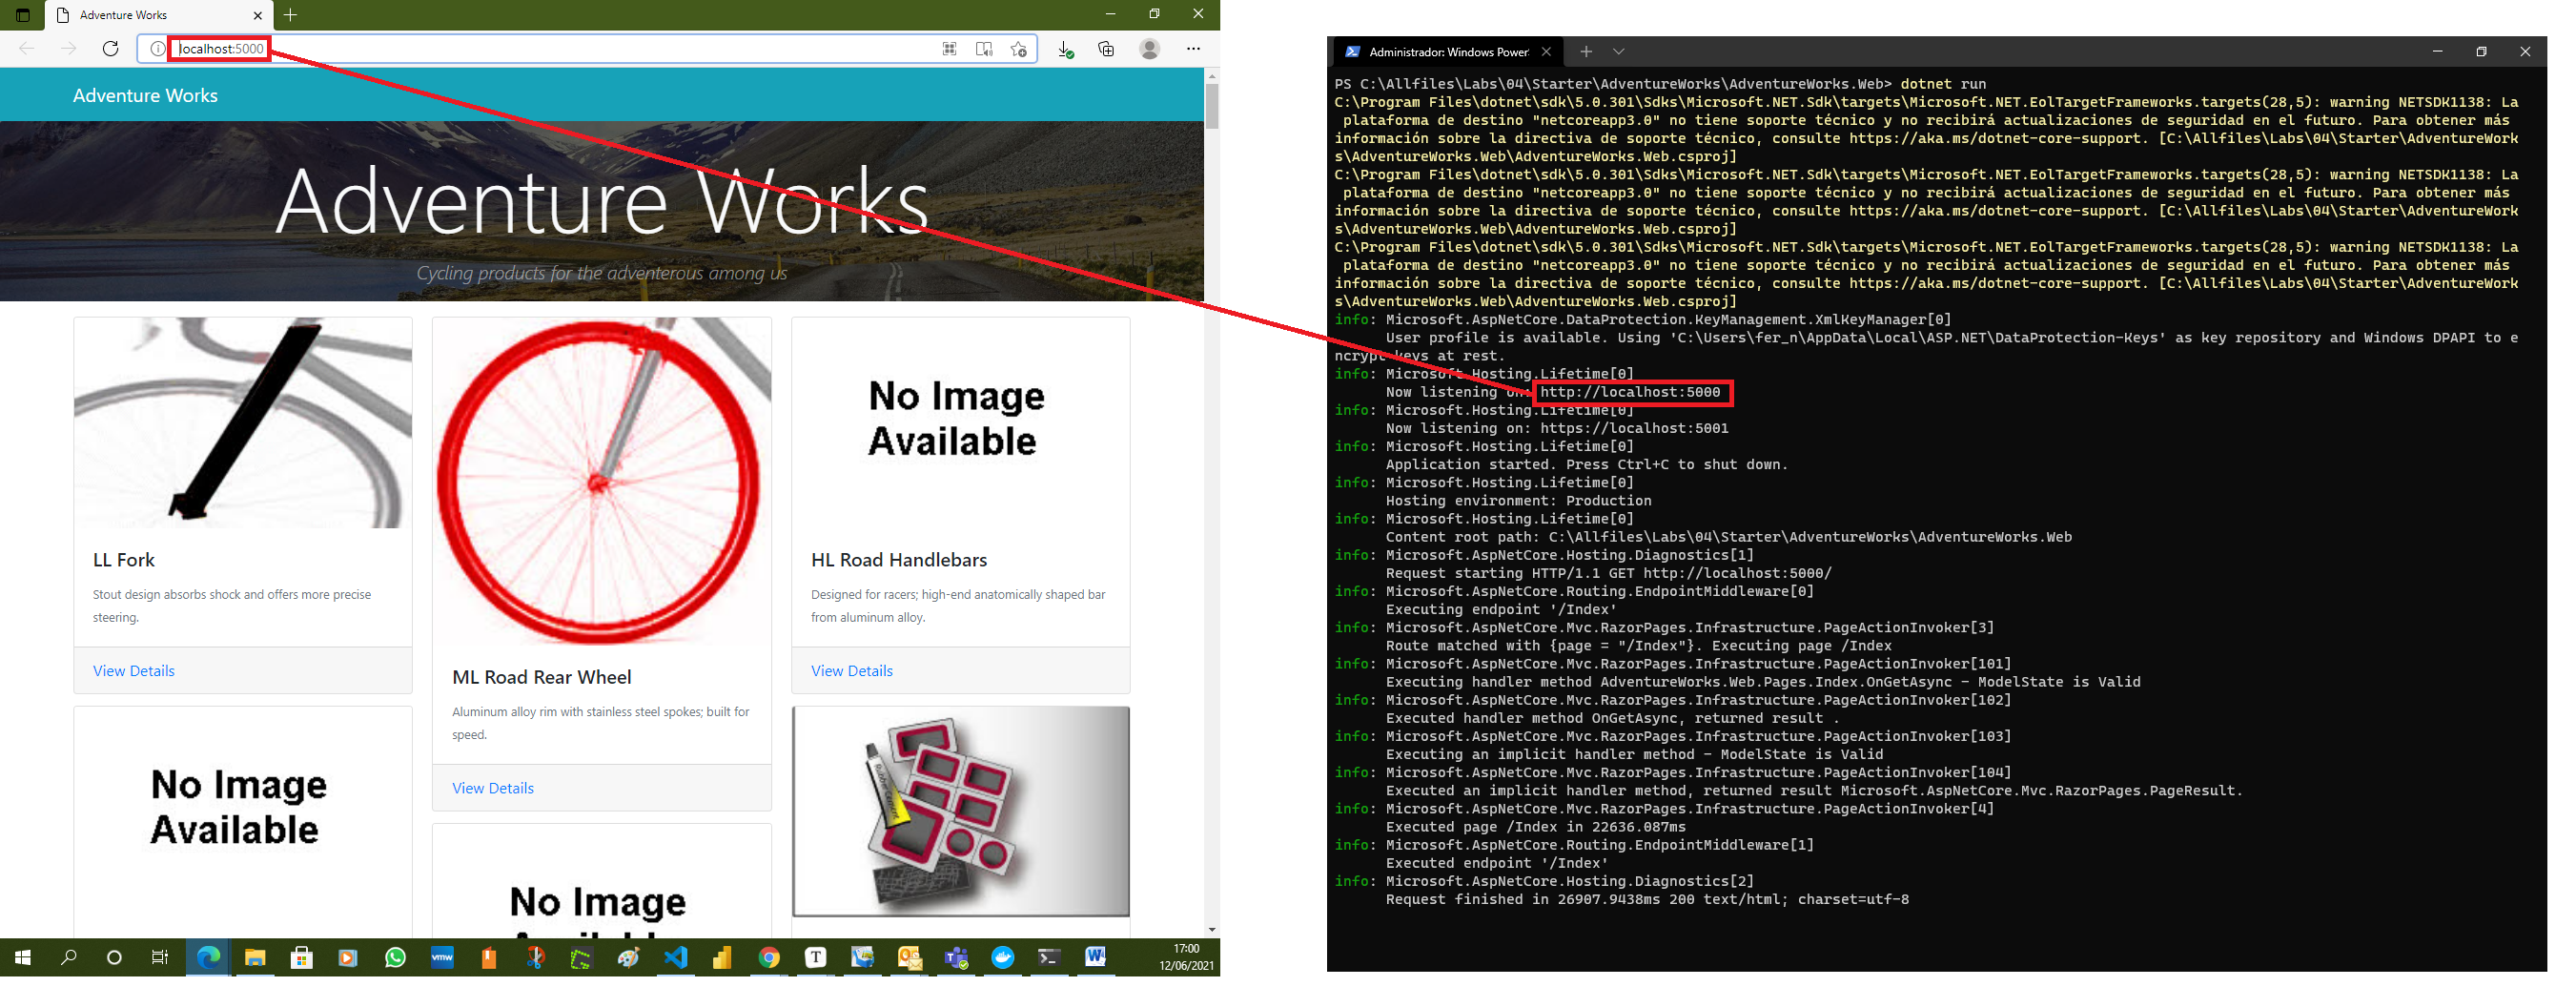 Adventure Works
localhost:5000
Adventure Works
Adventure Works
Cycling products for the adventerous among us
LL Fork
Stout design absorbs shock and offers more precise
steering.
View Details
ML Road Rear Wheel
Aluminum alloy rim with stainless steel spokes; built for
speed.
View Details
No Image
Available
HL Road Handlebars
Designed for racers; high-end anatomically shaped bar
from aluminum alloy.
View Details
No Image
Available
No Image
vmw
T
17:00
12/06/2021
Administrador: Windows PowerS
PS C:\Allfiles\Labs\04\Starter\AdventureWorks\AdventureWorks.Web> dotnet run
C:\Program Files\dotnet\sdk\5.0.301\Sdks\Microsoft.NET.Sdk\targets\Microsoft.NET.EolTargetFrameworks.targets(28,5): warning NETSDK1138: La
plataforma de destino "netcoreapp3.0" no tiene soporte técnico y no recibirá actualizaciones de seguridad en el futuro. Para obtener más
información sobre la directiva de soporte técnico, consulte https://aka.ms/dotnet-core-support. [C:\Allfiles\Labs\04\Starter\AdventureWork
s\AdventureWorks.Web\AdventureWorks.Web.csproj]
C:\Program Files\dotnet\sdk\5.0.301\Sdks\Microsoft.NET.Sdk\targets\Microsoft.NET.EolTargetFrameworks.targets(28,5): warning NETSDK1138: La
plataforma de destino "netcoreapp3.0" no tiene soporte técnico y no recibirá actualizaciones de seguridad en el futuro. Para obtener más
información sobre la directiva de soporte técnico, consulte https://aka.ms/dotnet-core-support. [C:\Allfiles\Labs\04\Starter\AdventureWork
s\AdventureWorks.Web\AdventureWorks.Web.csproj]
C:\Program Files\dotnet\sdk\5.0.301\Sdks\Microsoft.NET.Sdk\targets\Microsoft.NET.EolTargetFrameworks.targets(28,5): warning NETSDK1138: La
plataforma de destino "netcoreapp3.0" no tiene soporte técnico y no recibirá actualizaciones de seguridad en el futuro. Para obtener más
información sobre la directiva de soporte técnico, consulte https://aka.ms/dotnet-core-support. [C:\Allfiles\Labs\04\Starter\AdventureWork
s\AdventureWorks.Web\AdventureWorks.Web.csproj]
info: Microsoft.AspNetCore.DataProtection.KeyManagement.XmlKeyManager[0]
User profile is available. Using 'C:\Users\fer_n\AppData\Local\ASP.NET\DataProtection-Keys' as key repository and Windows DPAPI to e
ncrypt keys at rest.
info: Microsoft.Hosting.Lifetime[0]
Now listening on: http://localhost:5000
info: Microsoft.Hosting.Lifetime[0]
Now listening on: https://localhost:5001
info: Microsoft.Hosting.Lifetime[0]
Application started. Press Ctrl+C to shut down.
info: Microsoft.Hosting.Lifetime[0]
Hosting environment: Production
info: Microsoft.Hosting.Lifetime[0]
Content root path: C:\Allfiles\Labs\04\Starter\AdventureWorks\AdventureWorks.Web
info: Microsoft.AspNetCore.Hosting.Diagnostics[1]
Request starting HTTP/1.1 GET http://localhost:5000/
info: Microsoft.AspNetCore.Routing.EndpointMiddleware[0]
Executing endpoint '/Index'
info: Microsoft.AspNetCore.Mvc.RazorPages.Infrastructure.PageActionInvoker[3]
Route matched with {page = "/Index"}. Executing page /Index
info: Microsoft.AspNetCore.Mvc.RazorPages.Infrastructure.PageActionInvoker[101]
Executing handler method AdventureWorks.Web.Pages.Index.OnGetAsync - ModelState is Valid
info: Microsoft.AspNetCore.Mvc.RazorPages.Infrastructure.PageActionInvoker[102]
Executed handler method OnGetAsync, returned result .
info: Microsoft.AspNetCore.Mvc.RazorPages.Infrastructure.PageActionInvoker[103]
Executing an implicit handler method - ModelState is Valid
info: Microsoft.AspNetCore.Mvc.RazorPages.Infrastructure.PageActionInvoker[104]
Executed an implicit handler method, returned result Microsoft.AspNetCore.Mvc.RazorPages.PageResult.
info: Microsoft.AspNetCore.Mvc.RazorPages.Infrastructure.PageActionInvoker[4]
Executed page /Index in 22636.087ms
info: Microsoft.AspNetCore.Routing.EndpointMiddleware[1]
Executed endpoint '/Index'
info: Microsoft.AspNetCore.Hosting.Diagnostics[2]
Request finished in 26907.9438ms 200 text/html; charset=utf-8